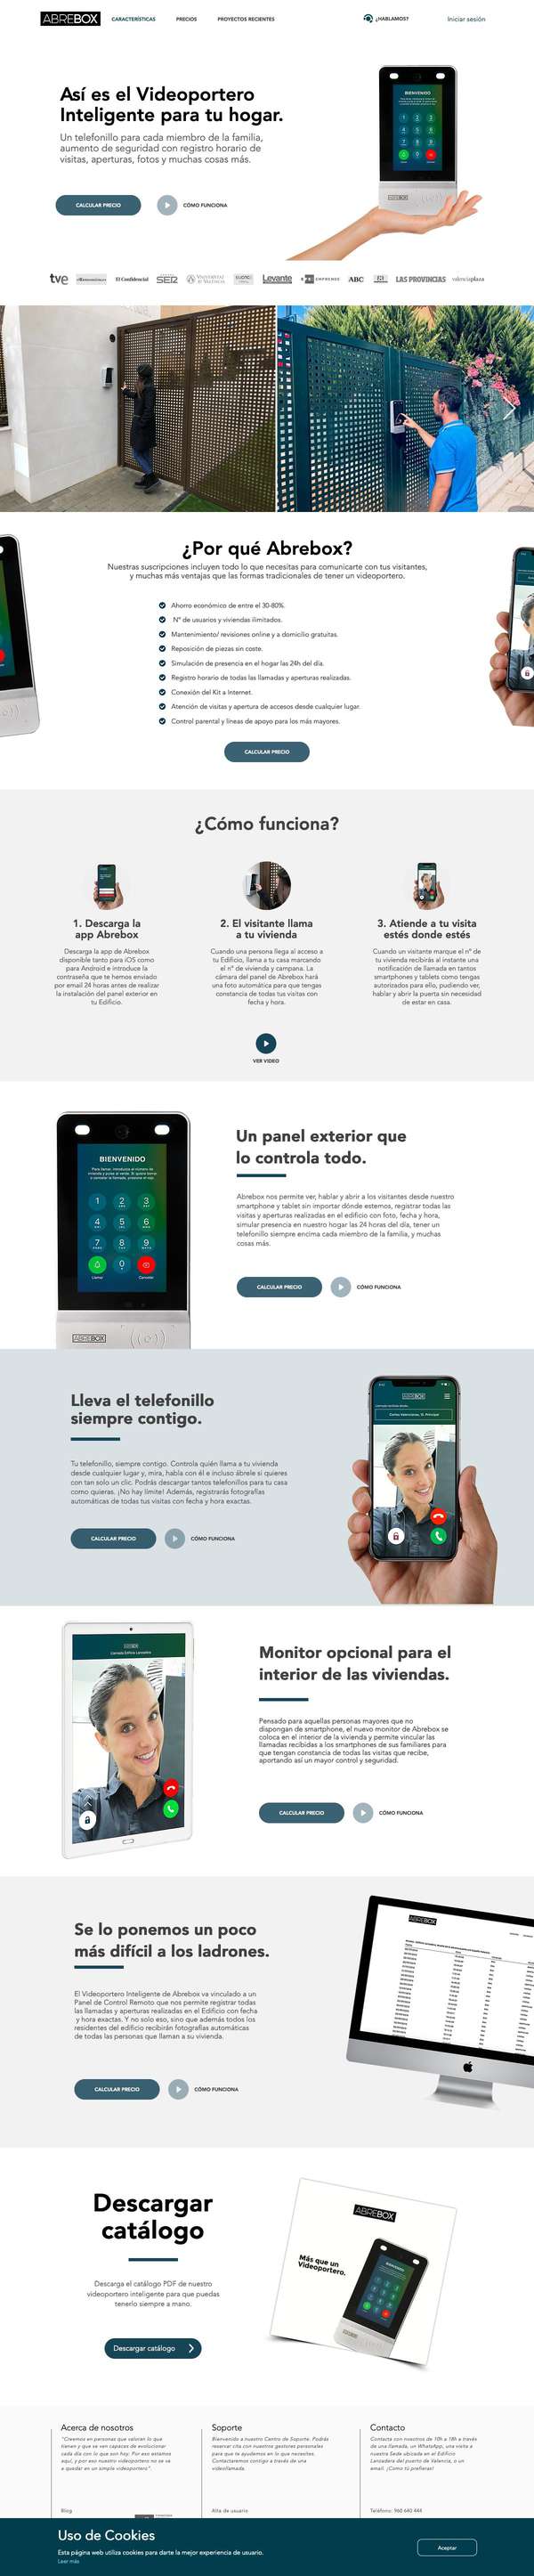 ABREBOX CARACTERÍSTICAS PRECIOS PROYECTOS RECIENTES ¿HABLAMOS? Iniciar sesión
Así es el Videoportero
Inteligente para tu hogar.
Un telefonillo para cada miembro de la familia,
aumento de seguridad con registro horario de
visitas, aperturas, fotos y muchas cosas más.
CALCULAR PRECIO CÓMO FUNCIONA
BIENVENIDO
ABREBOX
tve El Confidencial SER Levante EMPRENDE ABC LAS PROVINCIAS valenciaplaza
¿Por qué Abrebox?
Nuestras suscripciones incluyen todo lo que necesitas para comunicarte con tus visitantes,
y muchas más ventajas que las formas tradicionales de tener un videoportero.
Ahorro económico de entre el 30-80%.
Nº de usuarios y viviendas ilimitados.
Mantenimiento/ revisiones online y a domicilio gratuitas.
Reposición de piezas sin coste.
Simulación de presencia en el hogar las 24h del día.
Registro horario de todas las llamadas y aperturas realizadas.
Conexión del Kit a Internet.
Atención de visitas y apertura de accesos desde cualquier lugar.
Control parental y líneas de apoyo para los más mayores.
CALCULAR PRECIO
¿Cómo funciona?
1. Descarga la
app Abrebox
Descarga la app de Abrebox
disponible tanto para iOS como
para Android e introduce la
contraseña que te hemos enviado
por email 24 horas antes de realizar
la instalación del panel exterior en
tu Edificio.
2. El visitante llama
a tu vivienda
Cuando una persona llega al acceso a
tu Edificio, llama a tu casa marcando
el nº de vivienda y campana. La
cámara del panel de Abrebox hará
una foto automática para que tengas
constancia de todas tus visitas con
fecha y hora.
3. Atiende a tu visita
estés donde estés
Cuando un visitante marque el nº de
tu vivienda recibirás al instante una
notificación de llamada en tantos
smartphones y tablets como tengas
autorizados para ello, pudiendo ver,
hablar y abrir la puerta sin necesidad
de estar en casa.
VER VIDEO
BIENVENIDO
1 2 3
4 5 6
7 8 9
0
Llamar Cancelar
ABREBOX
Un panel exterior que
lo controla todo.
Abrebox nos permite ver, hablar y abrir a los visitantes desde nuestro
smartphone y tablet sin importar dónde estemos, registrar todas las
visitas y aperturas realizadas en el edificio con foto, fecha y hora,
simular presencia en nuestro hogar las 24 horas del día, tener un
telefonillo siempre encima cada miembro de la familia, y muchas
cosas más.
CALCULAR PRECIO CÓMO FUNCIONA
Lleva el telefonillo
siempre contigo.
Tu telefonillo, siempre contigo. Controla quién llama a tu vivienda
desde cualquier lugar y, mira, habla con él e incluso ábrele si quieres
con tan solo un clic. Podrás descargar tantos telefonillos para tu casa
como quieras. ¡No hay límite! Además, registrarás fotografías
automáticas de todas tus visitas con fecha y hora exactas.
CALCULAR PRECIO CÓMO FUNCIONA
ABREBOX
Monitor opcional para el
interior de las viviendas.
Pensado para aquellas personas mayores que no
dispongan de smartphone, el nuevo monitor de Abrebox se
coloca en el interior de la vivienda y permite vincular las
llamadas recibidas a los smartphones de sus familiares para
que tengan constancia de todas las visitas que recibe,
aportando así un mayor control y seguridad.
CALCULAR PRECIO CÓMO FUNCIONA
Se lo ponemos un poco
más difícil a los ladrones.
El Videoportero Inteligente de Abrebox va vinculado a un
Panel de Control Remoto que nos permite registrar todas
las llamadas y aperturas realizadas en el Edificio con fecha
y hora exactas. Y no solo eso, sino que además todos los
residentes del edificio recibirán fotografías automáticas
de todas las personas que llaman a su vivienda.
CALCULAR PRECIO CÓMO FUNCIONA
ABREBOX
Descargar
catálogo
Descarga el catálogo PDF de nuestro
videoportero inteligente para que puedas
tenerlo siempre a mano.
Descargar catálogo
ABREBOX
Más que un
Videoportero.
Acerca de nosotros
"Creemos en personas que valoran lo que
tienen y que se ven capaces de evolucionar
cada día con lo que son hoy. Por eso estamos
aquí, y por eso nuestro videoportero no se va
a quedar en un simple videoportero".
Blog
Soporte
Bienvenido a nuestro Centro de Soporte. Podrás
reservar cita con nuestros gestores personales
para que te ayudemos en lo que necesites.
Contactaremos contigo a través de una
videollamada.
Alta de usuario
Contacto
Contacta con nosotros de 10h a 18h a través
de una llamada, un WhatsApp, una visita a
nuestra Sede ubicada en el Edificio
Lanzadera del puerto de Valencia, o un
email. ¡Como tú prefieras!
Teléfono: 960 640 444
Uso de Cookies
Esta página web utiliza cookies para darte la mejor experiencia de usuario.
Leer más
Aceptar